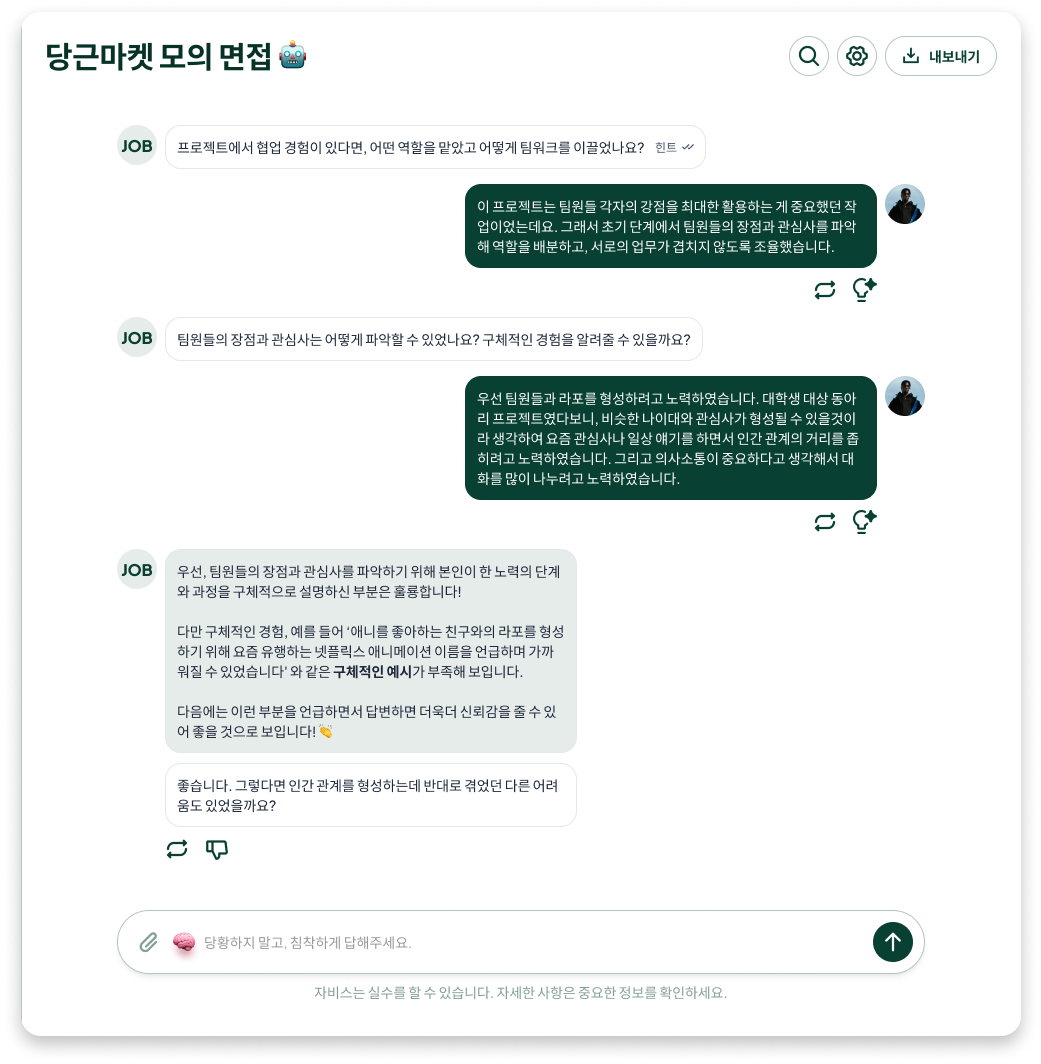 당근마켓 모의 면접 🤖
내보내기
JOB
프로젝트에서 협업 경험이 있다면, 어떤 역할을 맡았고 어떻게 팀워크를 이끌었나요? 힌트
이 프로젝트는 팀원들 각자의 강점을 최대한 활용하는 게 중요했던 작
업이었는데요. 그래서 초기 단계에서 팀원들의 장점과 관심사를 파악
해 역할을 배분하고, 서로의 업무가 겹치지 않도록 조율했습니다.
JOB
팀원들의 장점과 관심사는 어떻게 파악할 수 있었나요? 구체적인 경험을 알려줄 수 있을까요?
우선 팀원들과 라포를 형성하려고 노력하였습니다. 대학생 대상 동아
리 프로젝트였다보니, 비슷한 나이대와 관심사가 형성될 수 있을것이
라 생각하여 요즘 관심사나 일상 얘기를 하면서 인간 관계의 거리를 좁
히려고 노력하였습니다. 그리고 의사소통이 중요하다고 생각해서 대
화를 많이 나누려고 노력하였습니다.
JOB
우선, 팀원들의 장점과 관심사를 파악하기 위해 본인이 한 노력의 단계
와 과정을 구체적으로 설명하신 부분은 훌륭합니다!
다만 구체적인 경험, 예를 들어 ‘애니를 좋아하는 친구와의 라포를 형성
하기 위해 요즘 유행하는 넷플릭스 애니메이션 이름을 언급하며 가까
워질 수 있었습니다' 와 같은 구체적인 예시가 부족해 보입니다.
다음에는 이런 부분을 언급하면서 답변하면 더욱더 신뢰감을 줄 수 있
어 좋을 것으로 보입니다! 👏
좋습니다. 그렇다면 인간 관계를 형성하는데 반대로 겪었던 다른 어려
움도 있었을까요?
🧠 당황하지 말고, 침착하게 답해주세요.
자비스는 실수를 할 수 있습니다. 자세한 사항은 중요한 정보를 확인하세요.